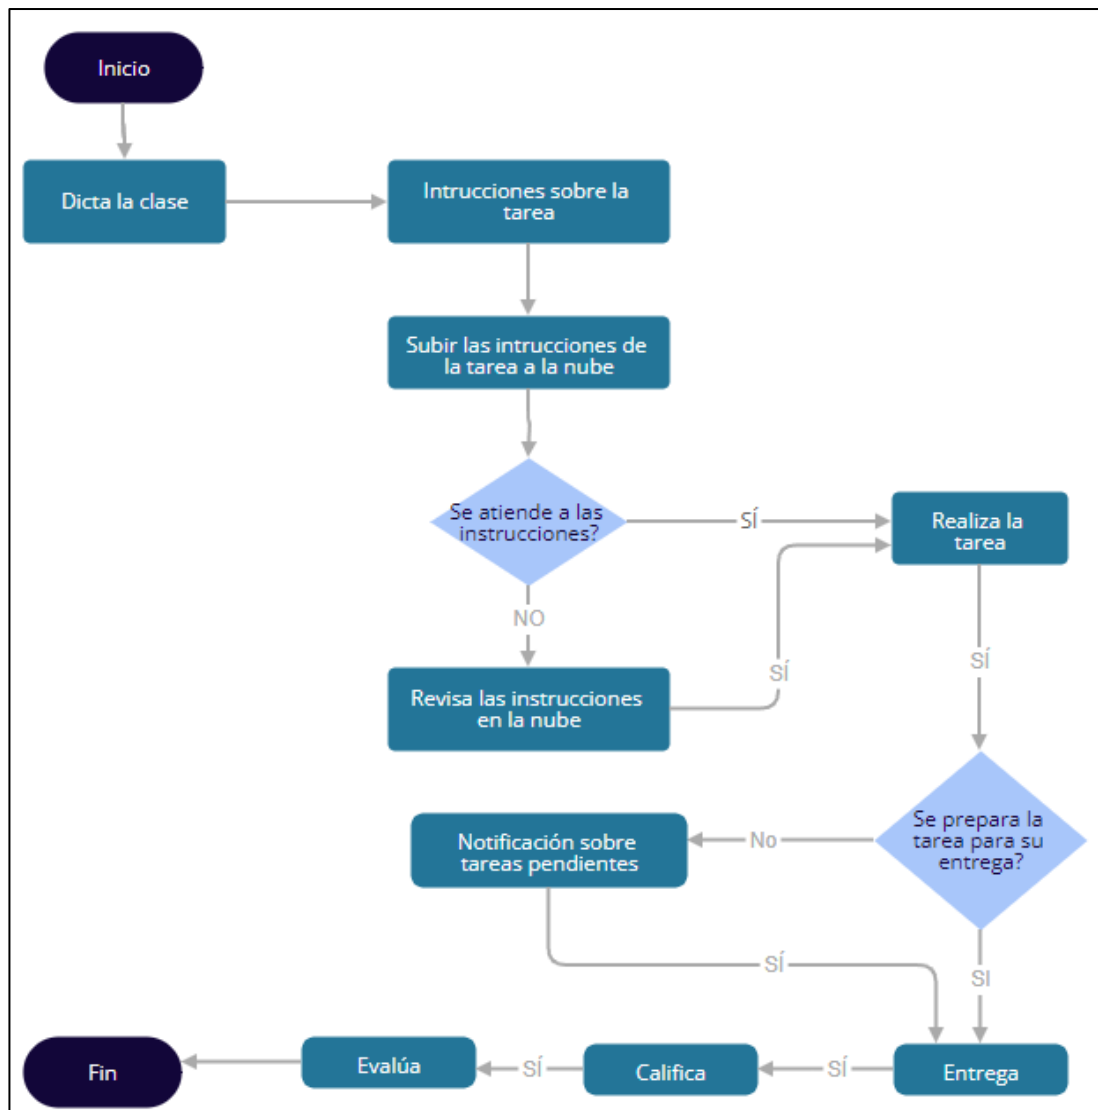 Inicio
Dicta la clase
Intrucciones sobre la
tarea
Subir las intrucciones de
la tarea a la nube
Se atiende a las
instrucciones?
SÍ
Realiza la
tarea
NO
SÍ
SÍ
Revisa las instrucciones
en la nube
Se prepara la
tarea para su
entrega?
No
Notificación sobre
tareas pendientes
SÍ
SI
Fin
Evalúa
SÍ
Califica
SÍ
Entrega